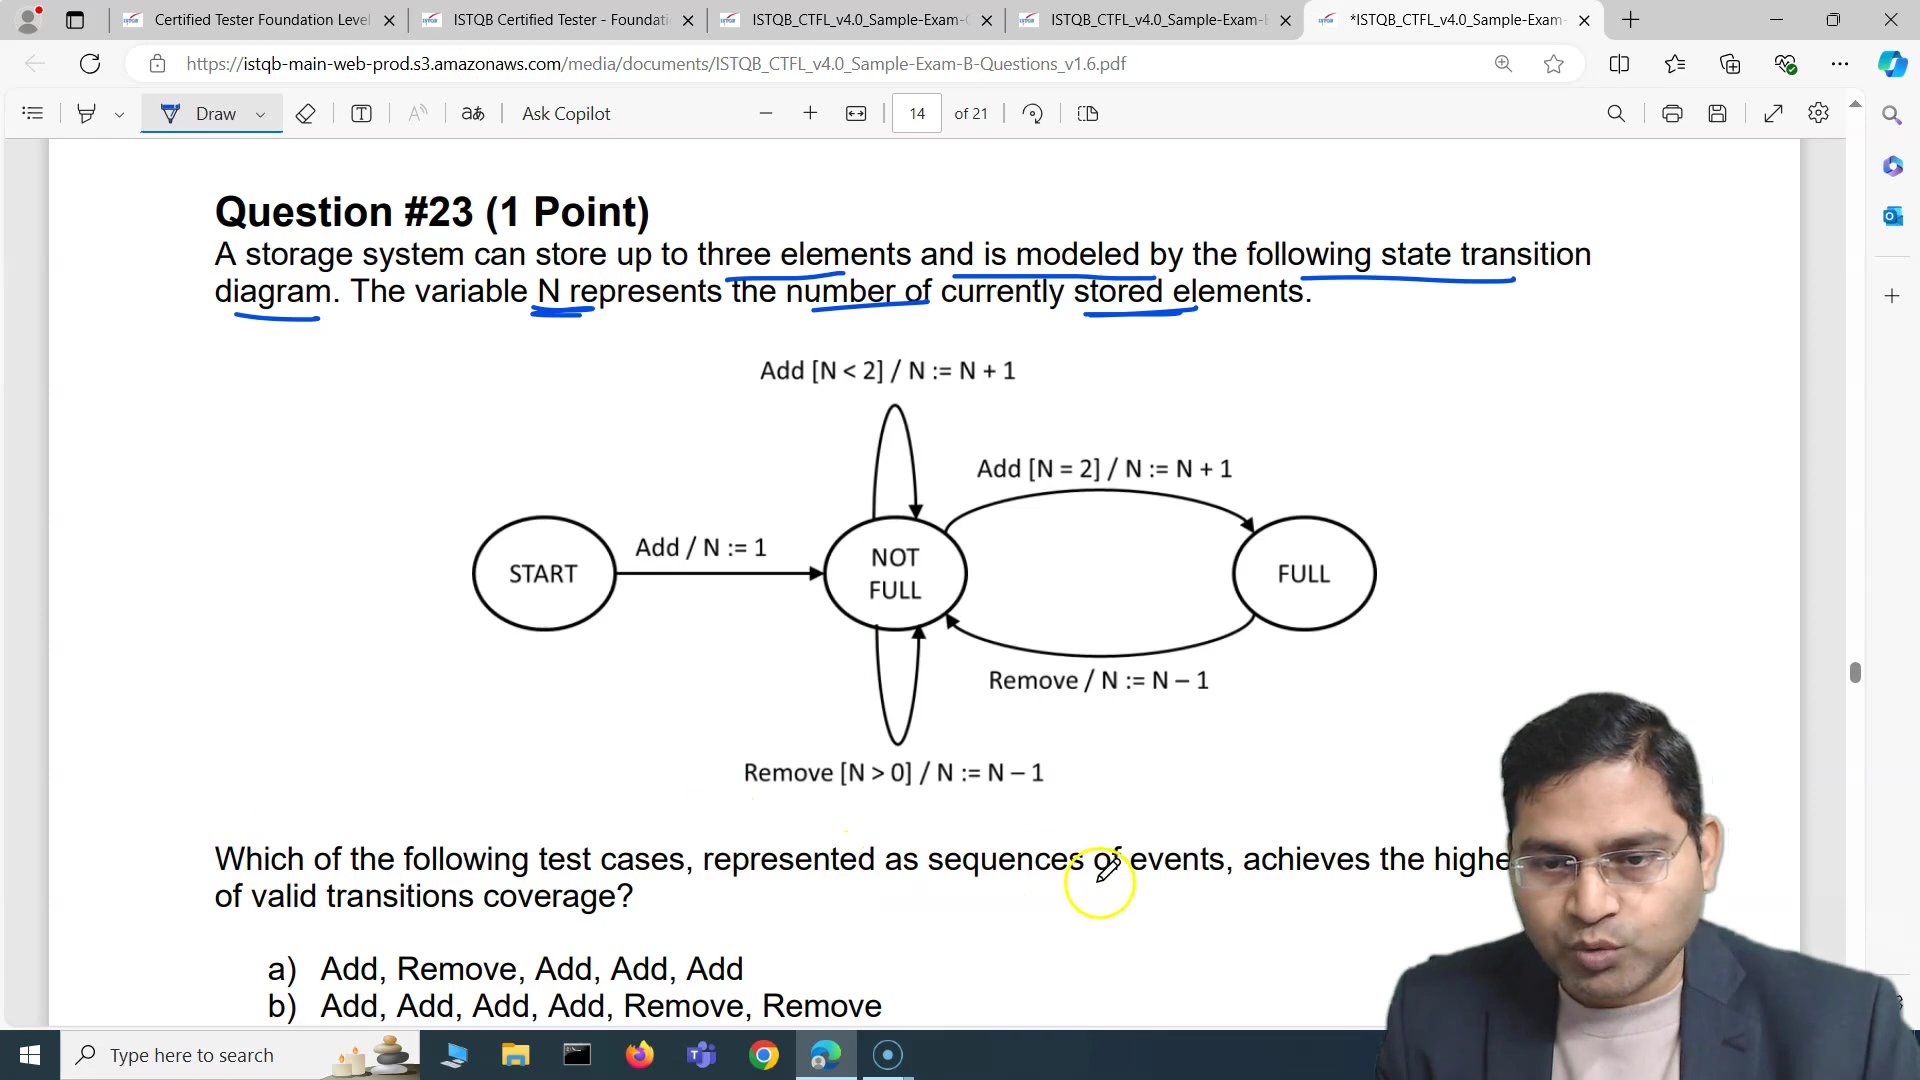 Certified Tester Foundation Level
ISTQB Certified Tester - Foundati
ISTQB_CTFL_v4.0_Sample-Exam-
ISTQB_CTFL_v4.0_Sample-Exam-
*ISTQB_CTFL_v4.0_Sample-Exam-
https://istqb-main-web-prod.s3.amazonaws.com/media/documents/ISTQB_CTFL_v4.0_Sample-Exam-B-Questions_v1.6.pdf
Draw
aあ
Ask Copilot
14
of 21
Question #23 (1 Point)
A storage system can store up to three elements and is modeled by the following state transition
diagram. The variable N represents the number of currently stored elements.
Add [N < 2] / N := N + 1
Add [N = 2] / N := N + 1
START
Add / N := 1
NOT
FULL
FULL
Remove / N := N – 1
Remove [N > 0] / N := N – 1
Which of the following test cases, represented as sequences of events, achieves the highe
of valid transitions coverage?
a) Add, Remove, Add, Add, Add
b) Add, Add, Add, Add, Remove, Remove
Type here to search